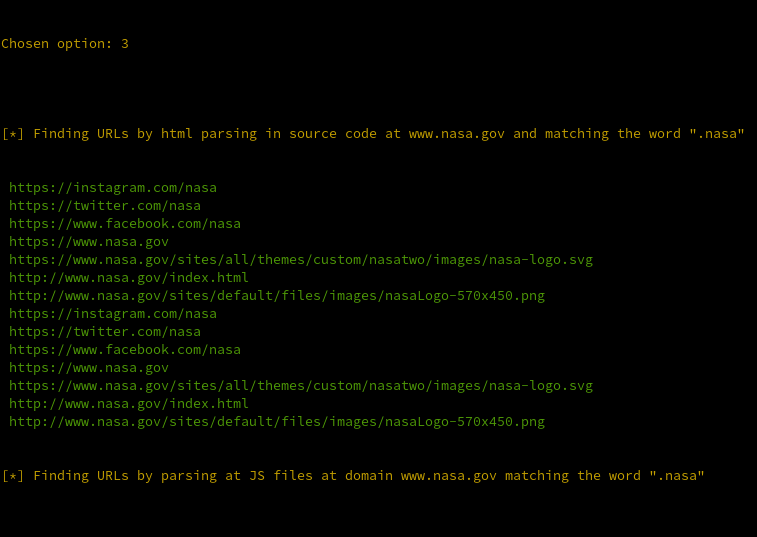 Chosen option: 3
[*] Finding URLs by html parsing in source code at www.nasa.gov and matching the word ".nasa"
https://instagram.com/nasa
https://twitter.com/nasa
https://www.facebook.com/nasa
https://www.nasa.gov
https://www.nasa.gov/sites/all/themes/custom/nasatwo/images/nasa-logo.svg
http://www.nasa.gov/index.html
http://www.nasa.gov/sites/default/files/images/nasaLogo-570x450.png
https://instagram.com/nasa
https://twitter.com/nasa
https://www.facebook.com/nasa
https://www.nasa.gov
https://www.nasa.gov/sites/all/themes/custom/nasatwo/images/nasa-logo.svg
http://www.nasa.gov/index.html
http://www.nasa.gov/sites/default/files/images/nasaLogo-570x450.png
[*] Finding URLs by parsing at JS files at domain www.nasa.gov matching the word ".nasa"